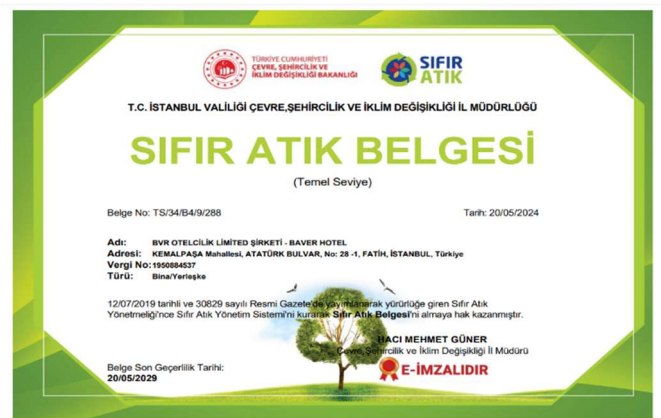 TÜRKİYE CUMHURİYETİ
ÇEVRE, ŞEHİRCİLİK VE
İKLİM DEĞİŞİKLİĞİ BAKANLIĞI
SIFIR
ATIK
T.C. İSTANBUL VALİLİĞİ ÇEVRE,ŞEHİRCİLİK VE İKLİM DEĞİŞİKLİĞİ İL MÜDÜRLÜĞÜ
SIFIR ATIK BELGESİ
(Temel Seviye)
Belge No: TS/34/B4/9/288 Tarih: 20/05/2024
Adı: BVR OTELCİLİK LİMİTED ŞİRKETİ - BAVER HOTEL
Adresi: KEMALPAŞA Mahallesi, ATATÜRK BULVAR, No: 28 -1, FATİH, İSTANBUL, Türkiye
Vergi No: 1950884537
Türü: Bina/Yerleşke
12/07/2019 tarihli ve 30829 sayılı Resmi Gazete'de yayımlanarak yürürlüğe giren Sıfır Atık
Yönetmeliği'nce Sıfır Atık Yönetim Sistemi'ni kurarak Sıfır Atık Belgesi'ni almaya hak kazanmıştır.
HACI MEHMET GÜNER
Çevre, Şehircilik ve İklim Değişikliği İl Müdürü
E-İMZALIDIR
Belge Son Geçerlilik Tarihi:
20/05/2029